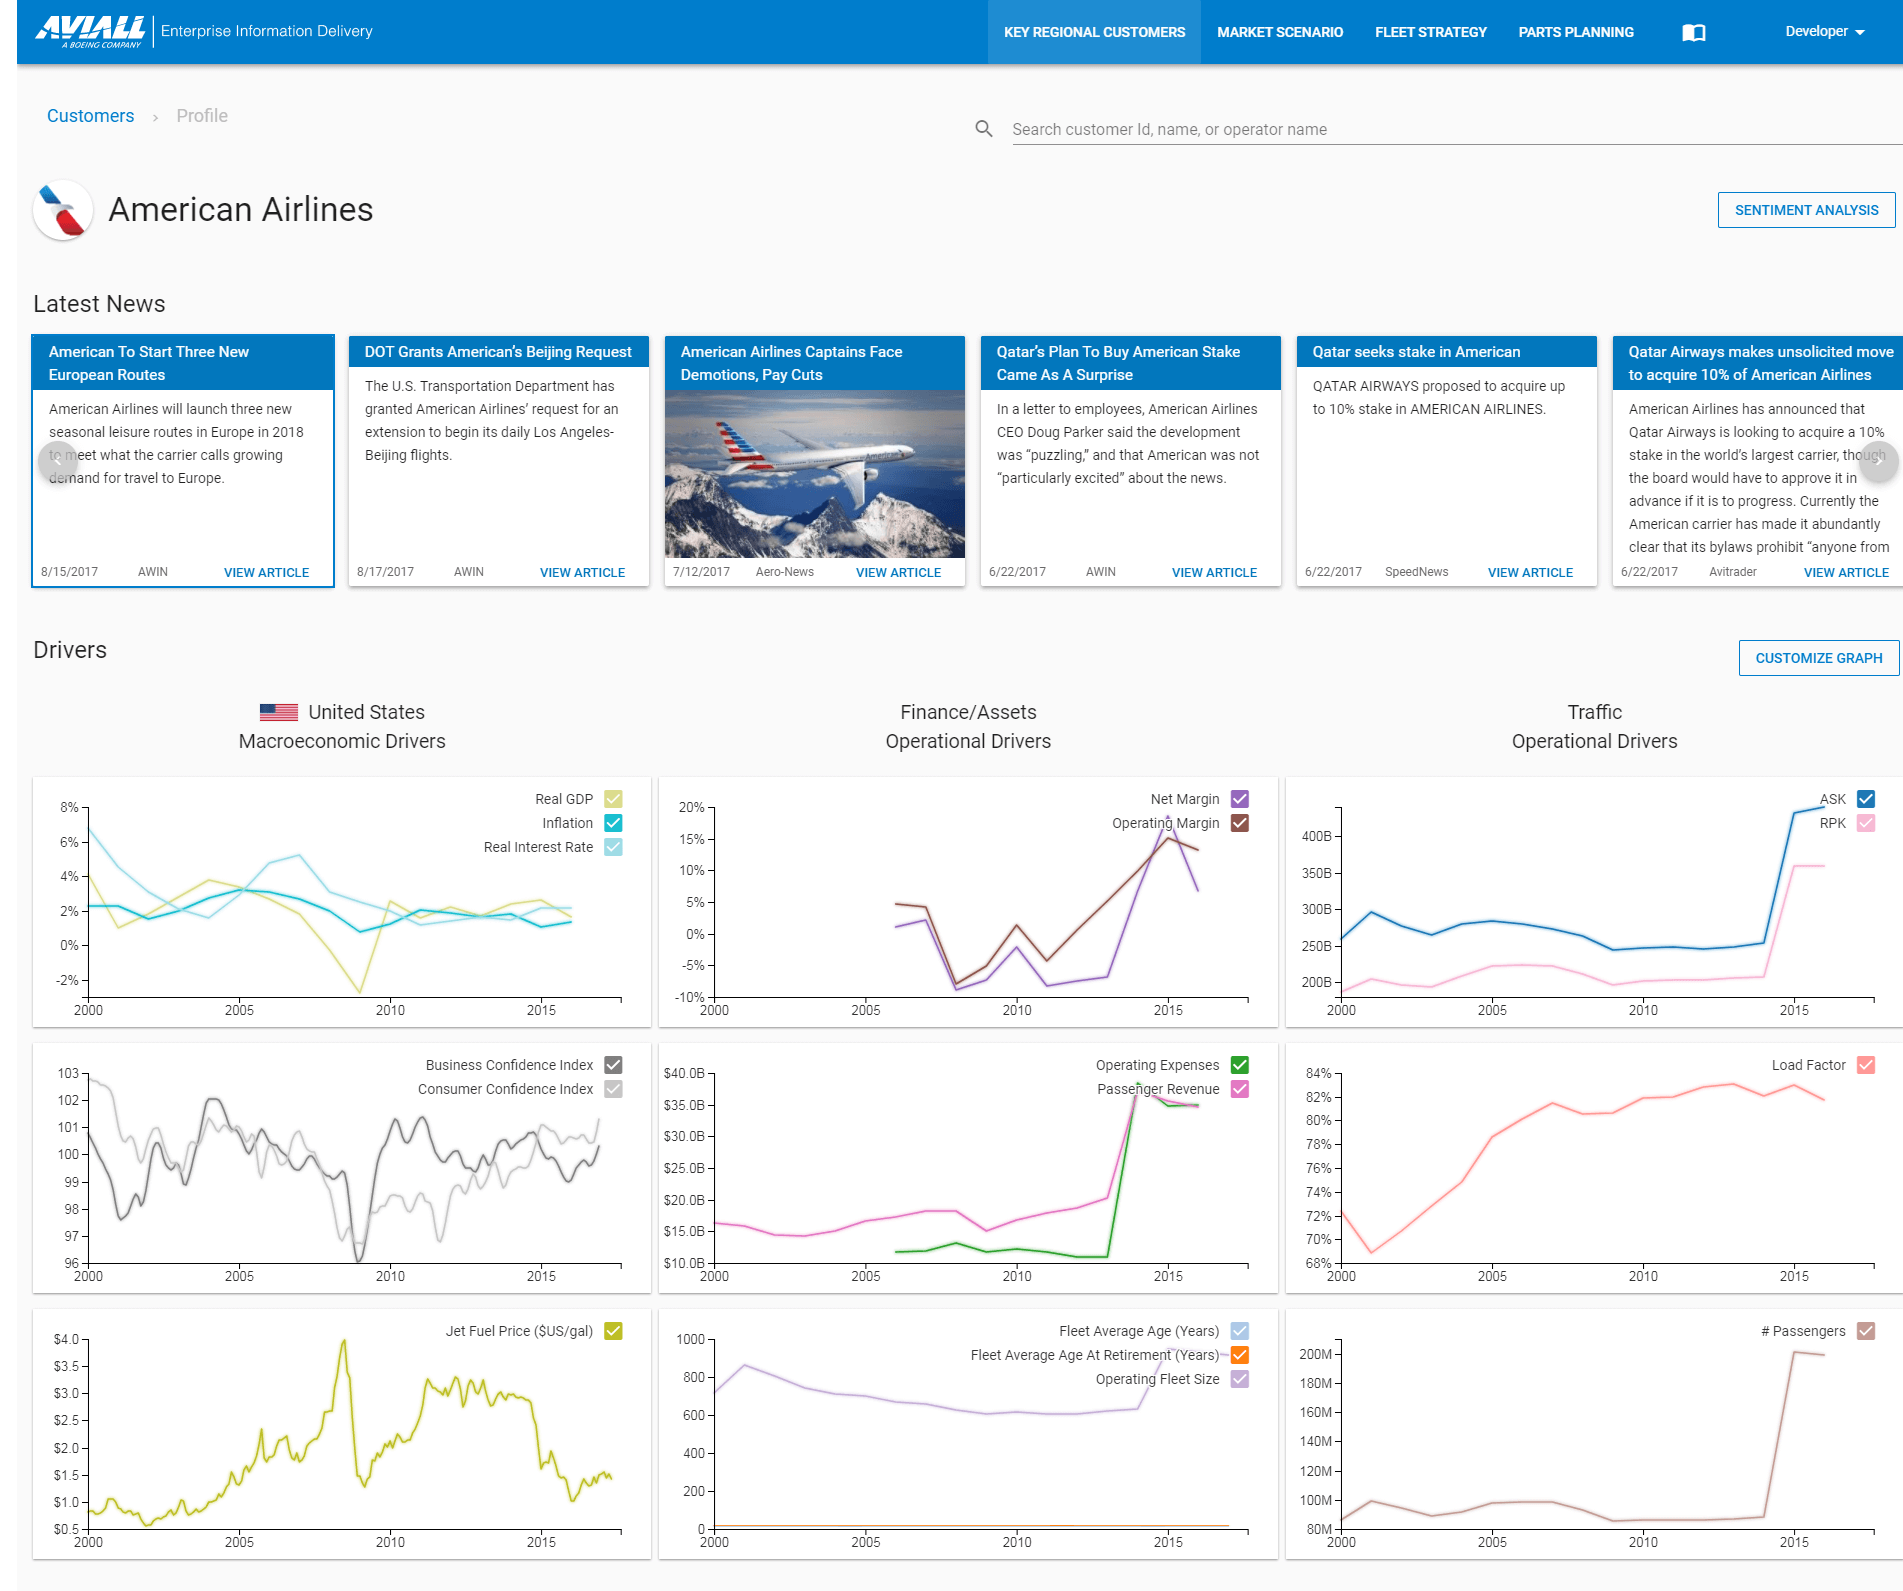 AVIALL
A BOEING COMPANY
Enterprise Information Delivery
KEY REGIONAL CUSTOMERS
MARKET SCENARIO
FLEET STRATEGY
PARTS PLANNING
Developer
Customers › Profile
Search customer Id, name, or operator name
American Airlines
SENTIMENT ANALYSIS
Latest News
American To Start Three New
European Routes
American Airlines will launch three new
seasonal leisure routes in Europe in 2018
to meet what the carrier calls growing
demand for travel to Europe.
8/15/2017 AWIN VIEW ARTICLE
DOT Grants American’s Beijing Request
The U.S. Transportation Department has
granted American Airlines’ request for an
extension to begin its daily Los Angeles-
Beijing flights.
8/17/2017 AWIN VIEW ARTICLE
American Airlines Captains Face
Demotions, Pay Cuts
American
7/12/2017 Aero-News VIEW ARTICLE
Qatar’s Plan To Buy American Stake
Came As A Surprise
In a letter to employees, American Airlines
CEO Doug Parker said the development
was “puzzling,” and that American was not
“particularly excited” about the news.
6/22/2017 AWIN VIEW ARTICLE
Qatar seeks stake in American
QATAR AIRWAYS proposed to acquire up
to 10% stake in AMERICAN AIRLINES.
6/22/2017 SpeedNews VIEW ARTICLE
Qatar Airways makes unsolicited move
to acquire 10% of American Airlines
American Airlines has announced that
Qatar Airways is looking to acquire a 10%
stake in the world’s largest carrier, though
the board would have to approve it in
advance if it is to progress. Currently the
American carrier has made it abundantly
clear that its bylaws prohibit “anyone from
6/22/2017 Avitrader VIEW ARTICLE
Drivers
CUSTOMIZE GRAPH
United States
Macroeconomic Drivers
Finance/Assets
Operational Drivers
Traffic
Operational Drivers
Real GDP
Inflation
Real Interest Rate
8%
6%
4%
2%
0%
-2%
2000 2005 2010 2015
Net Margin
Operating Margin
20%
15%
10%
5%
0%
-5%
-10%
2000 2005 2010 2015
ASK
RPK
400B
350B
300B
250B
200B
2000 2005 2010 2015
Business Confidence Index
Consumer Confidence Index
103
102
101
100
99
98
97
96
2000 2005 2010 2015
Operating Expenses
Passenger Revenue
$40.0B
$35.0B
$30.0B
$25.0B
$20.0B
$15.0B
$10.0B
2000 2005 2010 2015
Load Factor
84%
82%
80%
78%
76%
74%
72%
70%
68%
2000 2005 2010 2015
Jet Fuel Price ($US/gal)
$4.0
$3.5
$3.0
$2.5
$2.0
$1.5
$1.0
$0.5
2000 2005 2010 2015
Fleet Average Age (Years)
Fleet Average Age At Retirement (Years)
Operating Fleet Size
1000
800
600
400
200
0
2000 2005 2010 2015
# Passengers
200M
180M
160M
140M
120M
100M
80M
2000 2005 2010 2015